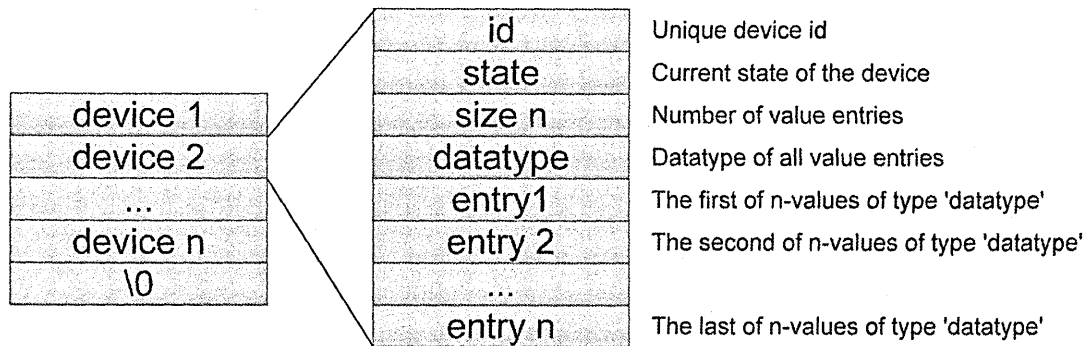 device 1
device 2
...
device n
\0
id Unique device id
state Current state of the device
size n Number of value entries
datatype Datatype of all value entries
entry1 The first of n-values of type 'datatype'
entry 2 The second of n-values of type 'datatype'
...
entry n The last of n-values of type 'datatype'